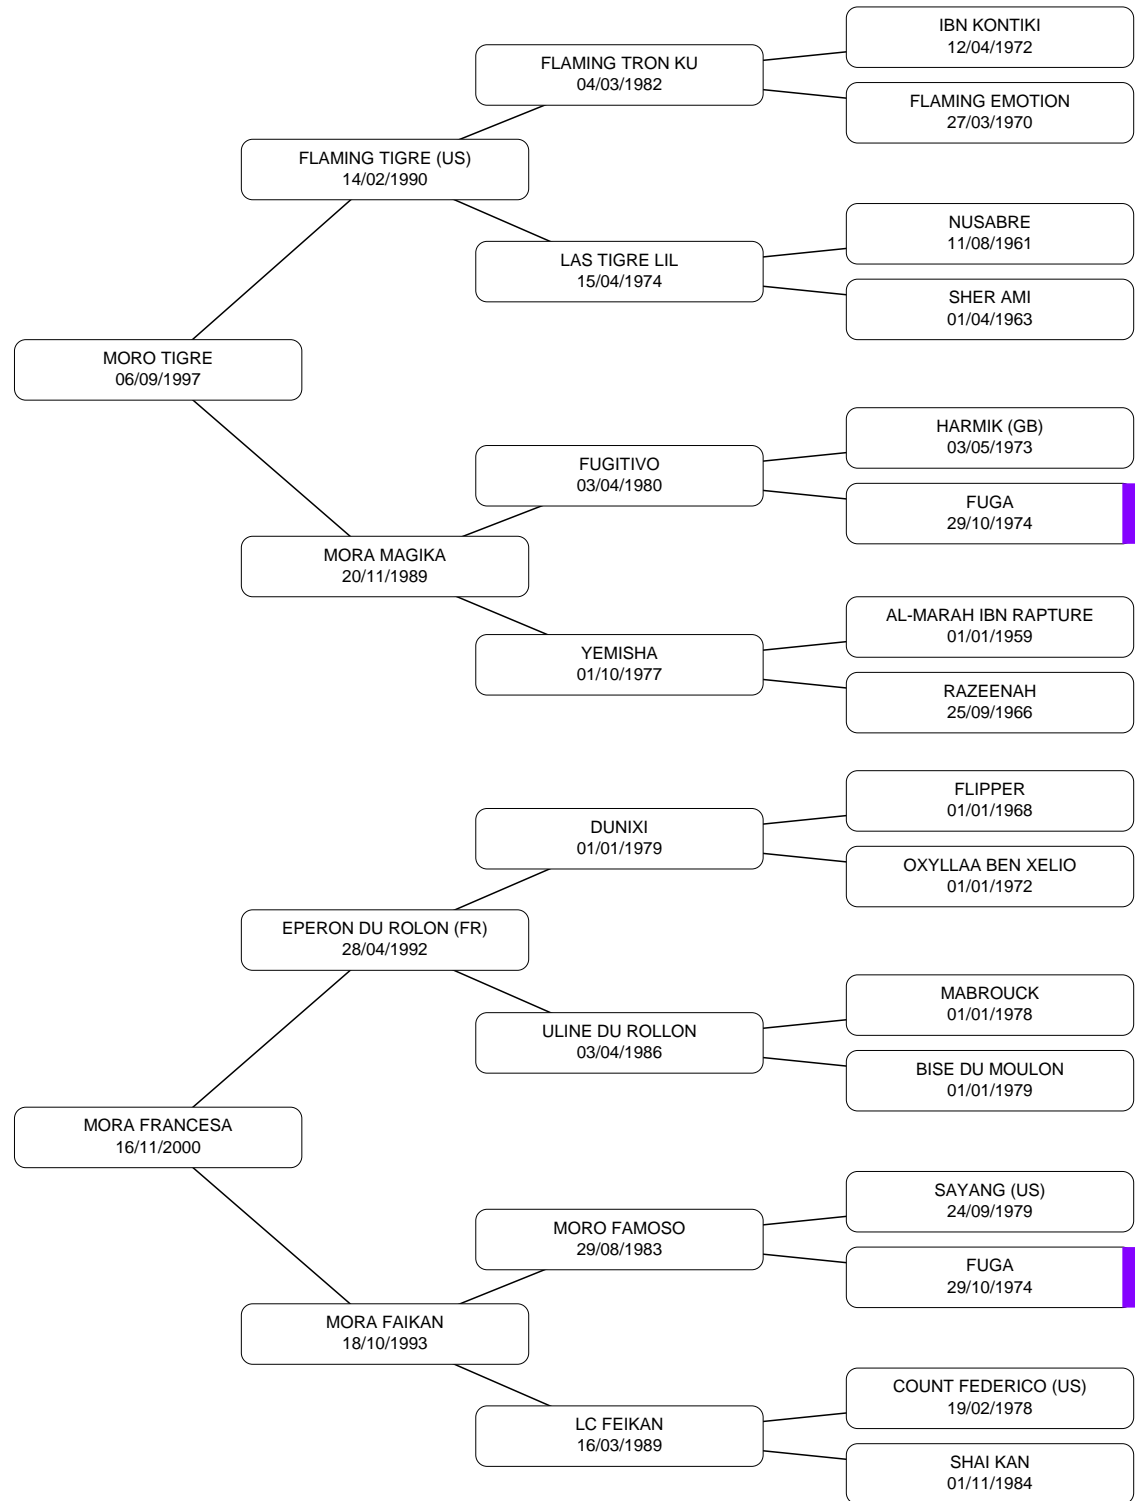 IBN KONTIKI
12/04/1972
FLAMING TRON KU
04/03/1982
FLAMING EMOTION
27/03/1970
FLAMING TIGRE (US)
14/02/1990
NUSABRE
11/08/1961
LAS TIGRE LIL
15/04/1974
SHER AMI
01/04/1963
MORO TIGRE
06/09/1997
HARMIK (GB)
03/05/1973
FUGITIVO
03/04/1980
FUGA
29/10/1974
MORA MAGIKA
20/11/1989
AL-MARAH IBN RAPTURE
01/01/1959
YEMISHA
01/10/1977
RAZEENAH
25/09/1966
FLIPPER
01/01/1968
DUNIXI
01/01/1979
OXYLLAA BEN XELIO
01/01/1972
EPERON DU ROLON (FR)
28/04/1992
MABROUCK
01/01/1978
ULINE DU ROLLON
03/04/1986
BISE DU MOULON
01/01/1979
MORA FRANCESA
16/11/2000
SAYANG (US)
24/09/1979
MORO FAMOSO
29/08/1983
FUGA
29/10/1974
MORA FAIKAN
18/10/1993
COUNT FEDERICO (US)
19/02/1978
LC FEIKAN
16/03/1989
SHAI KAN
01/11/1984